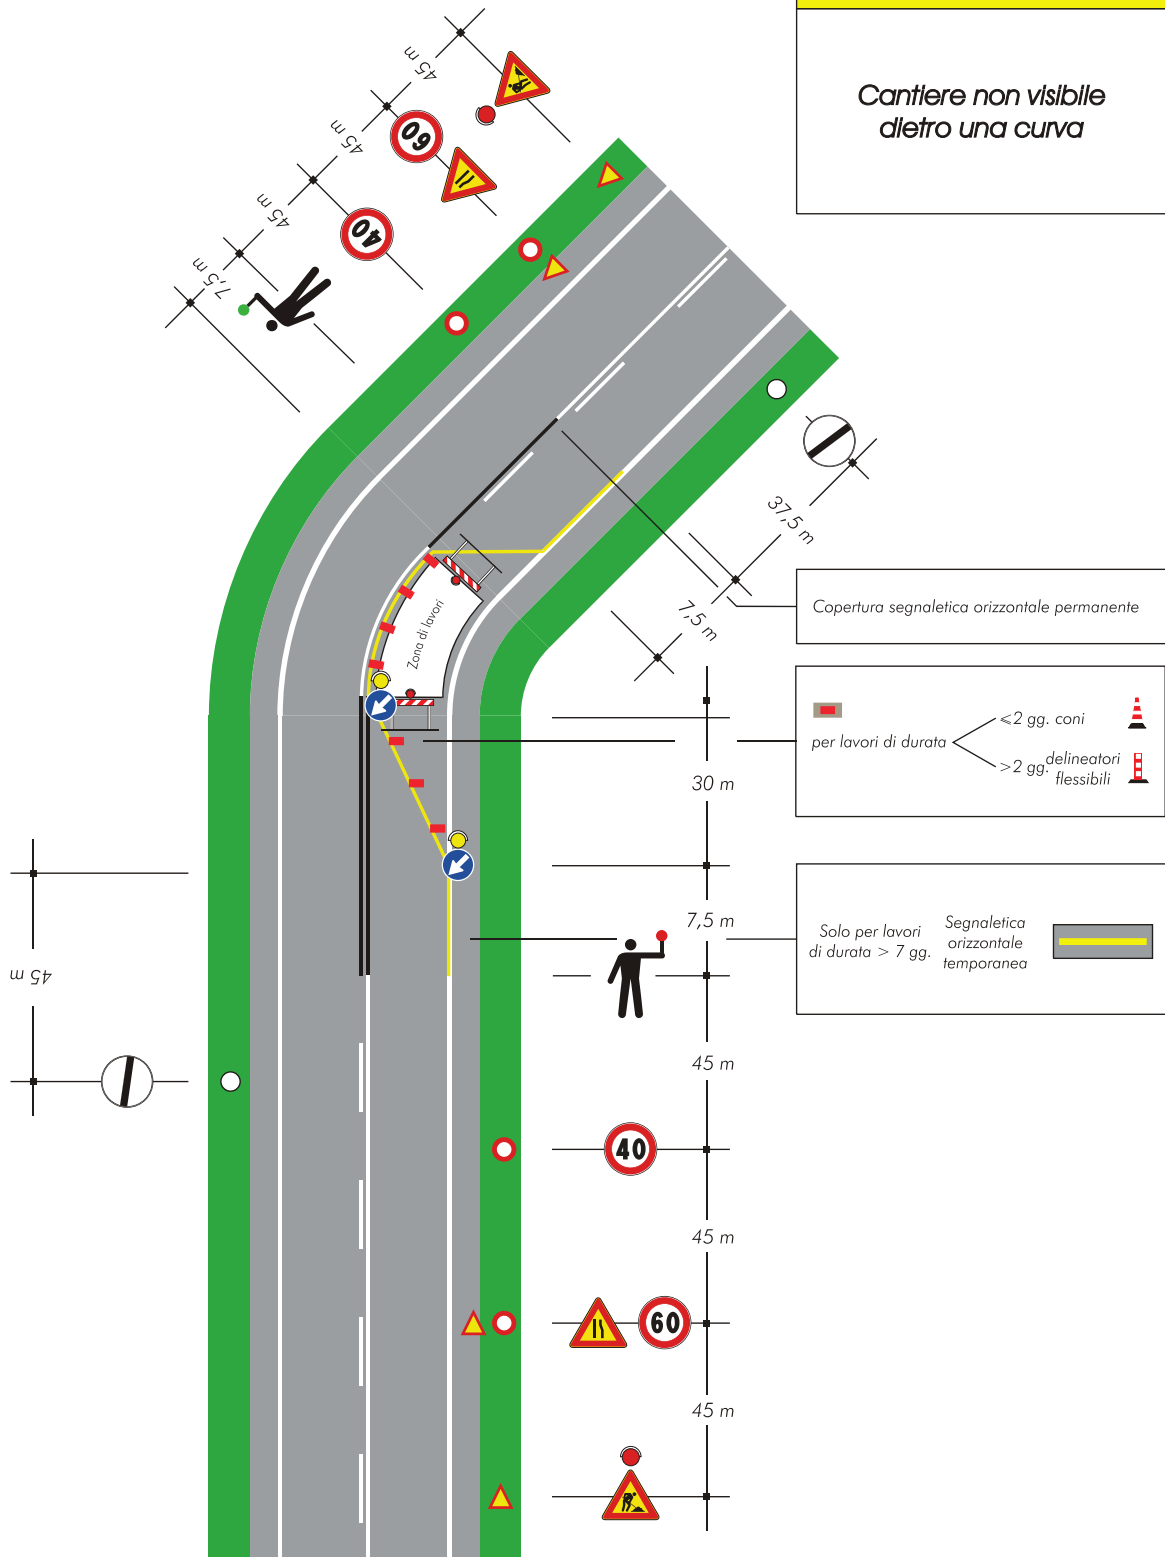 Cantiere non visibile
dietro una curva
45 m
60
45 m
40
45 m
7,5 m
37,5 m
Copertura segnaletica orizzontale permanente
7,5 m
Zona di lavori
per lavori di durata
⩽2 gg. coni
>2 gg. delineatori
flessibili
30 m
7,5 m
Solo per lavori
di durata > 7 gg.
Segnaletica
orizzontale
temporanea
45 m
45 m
40
45 m
60
45 m